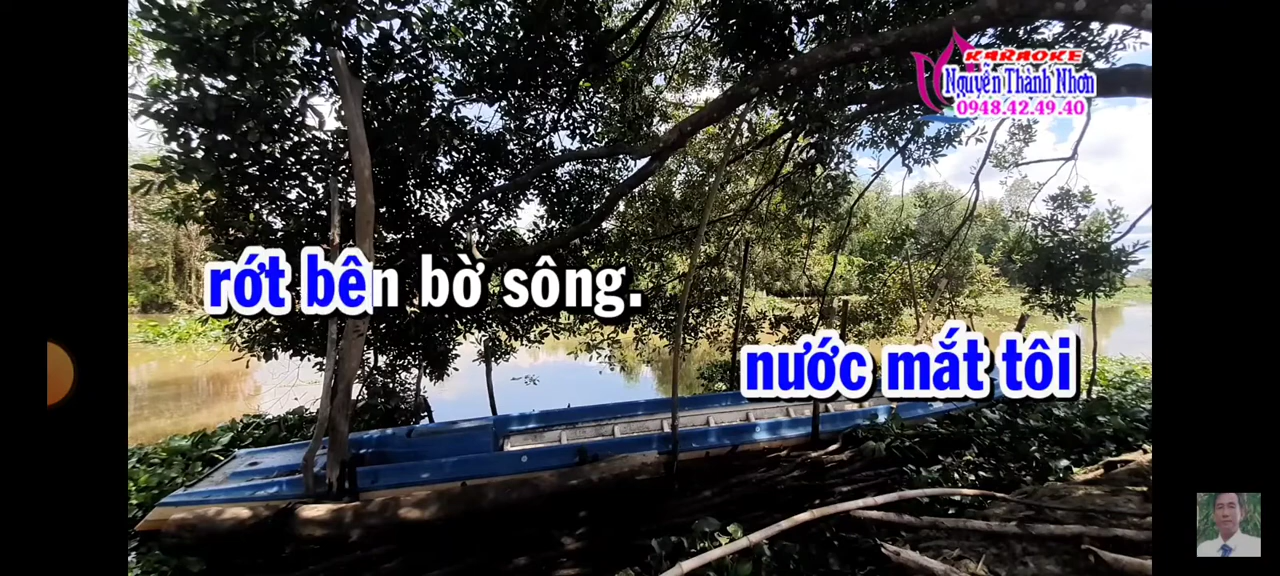 KARAOKE
Nguyễn Thành Nhơn
0948.42.49.40
rớt bên bờ sông.
nước mắt tôi